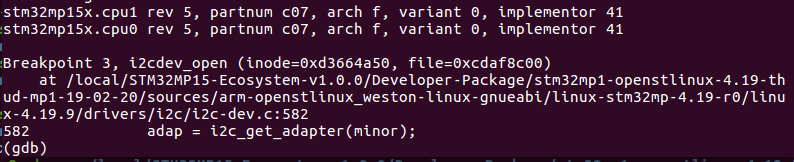 stm32mp15x.cpu1 rev 5, partnum c07, arch f, variant 0, implementor 41
stm32mp15x.cpu0 rev 5, partnum c07, arch f, variant 0, implementor 41
Breakpoint 3, i2cdev_open (inode=0xd3664a50, file=0xcdaf8c00)
at /local/STM32MP15-Ecosystem-v1.0.0/Developer-Package/stm32mp1-openstlinux-4.19-th
ud-mp1-19-02-20/sources/arm-openstlinux_weston-linux-gnueabi/linux-stm32mp-4.19-r0/linu
x-4.19.9/drivers/i2c/i2c-dev.c:582
582 adap = i2c_get_adapter(minor);
(gdb)